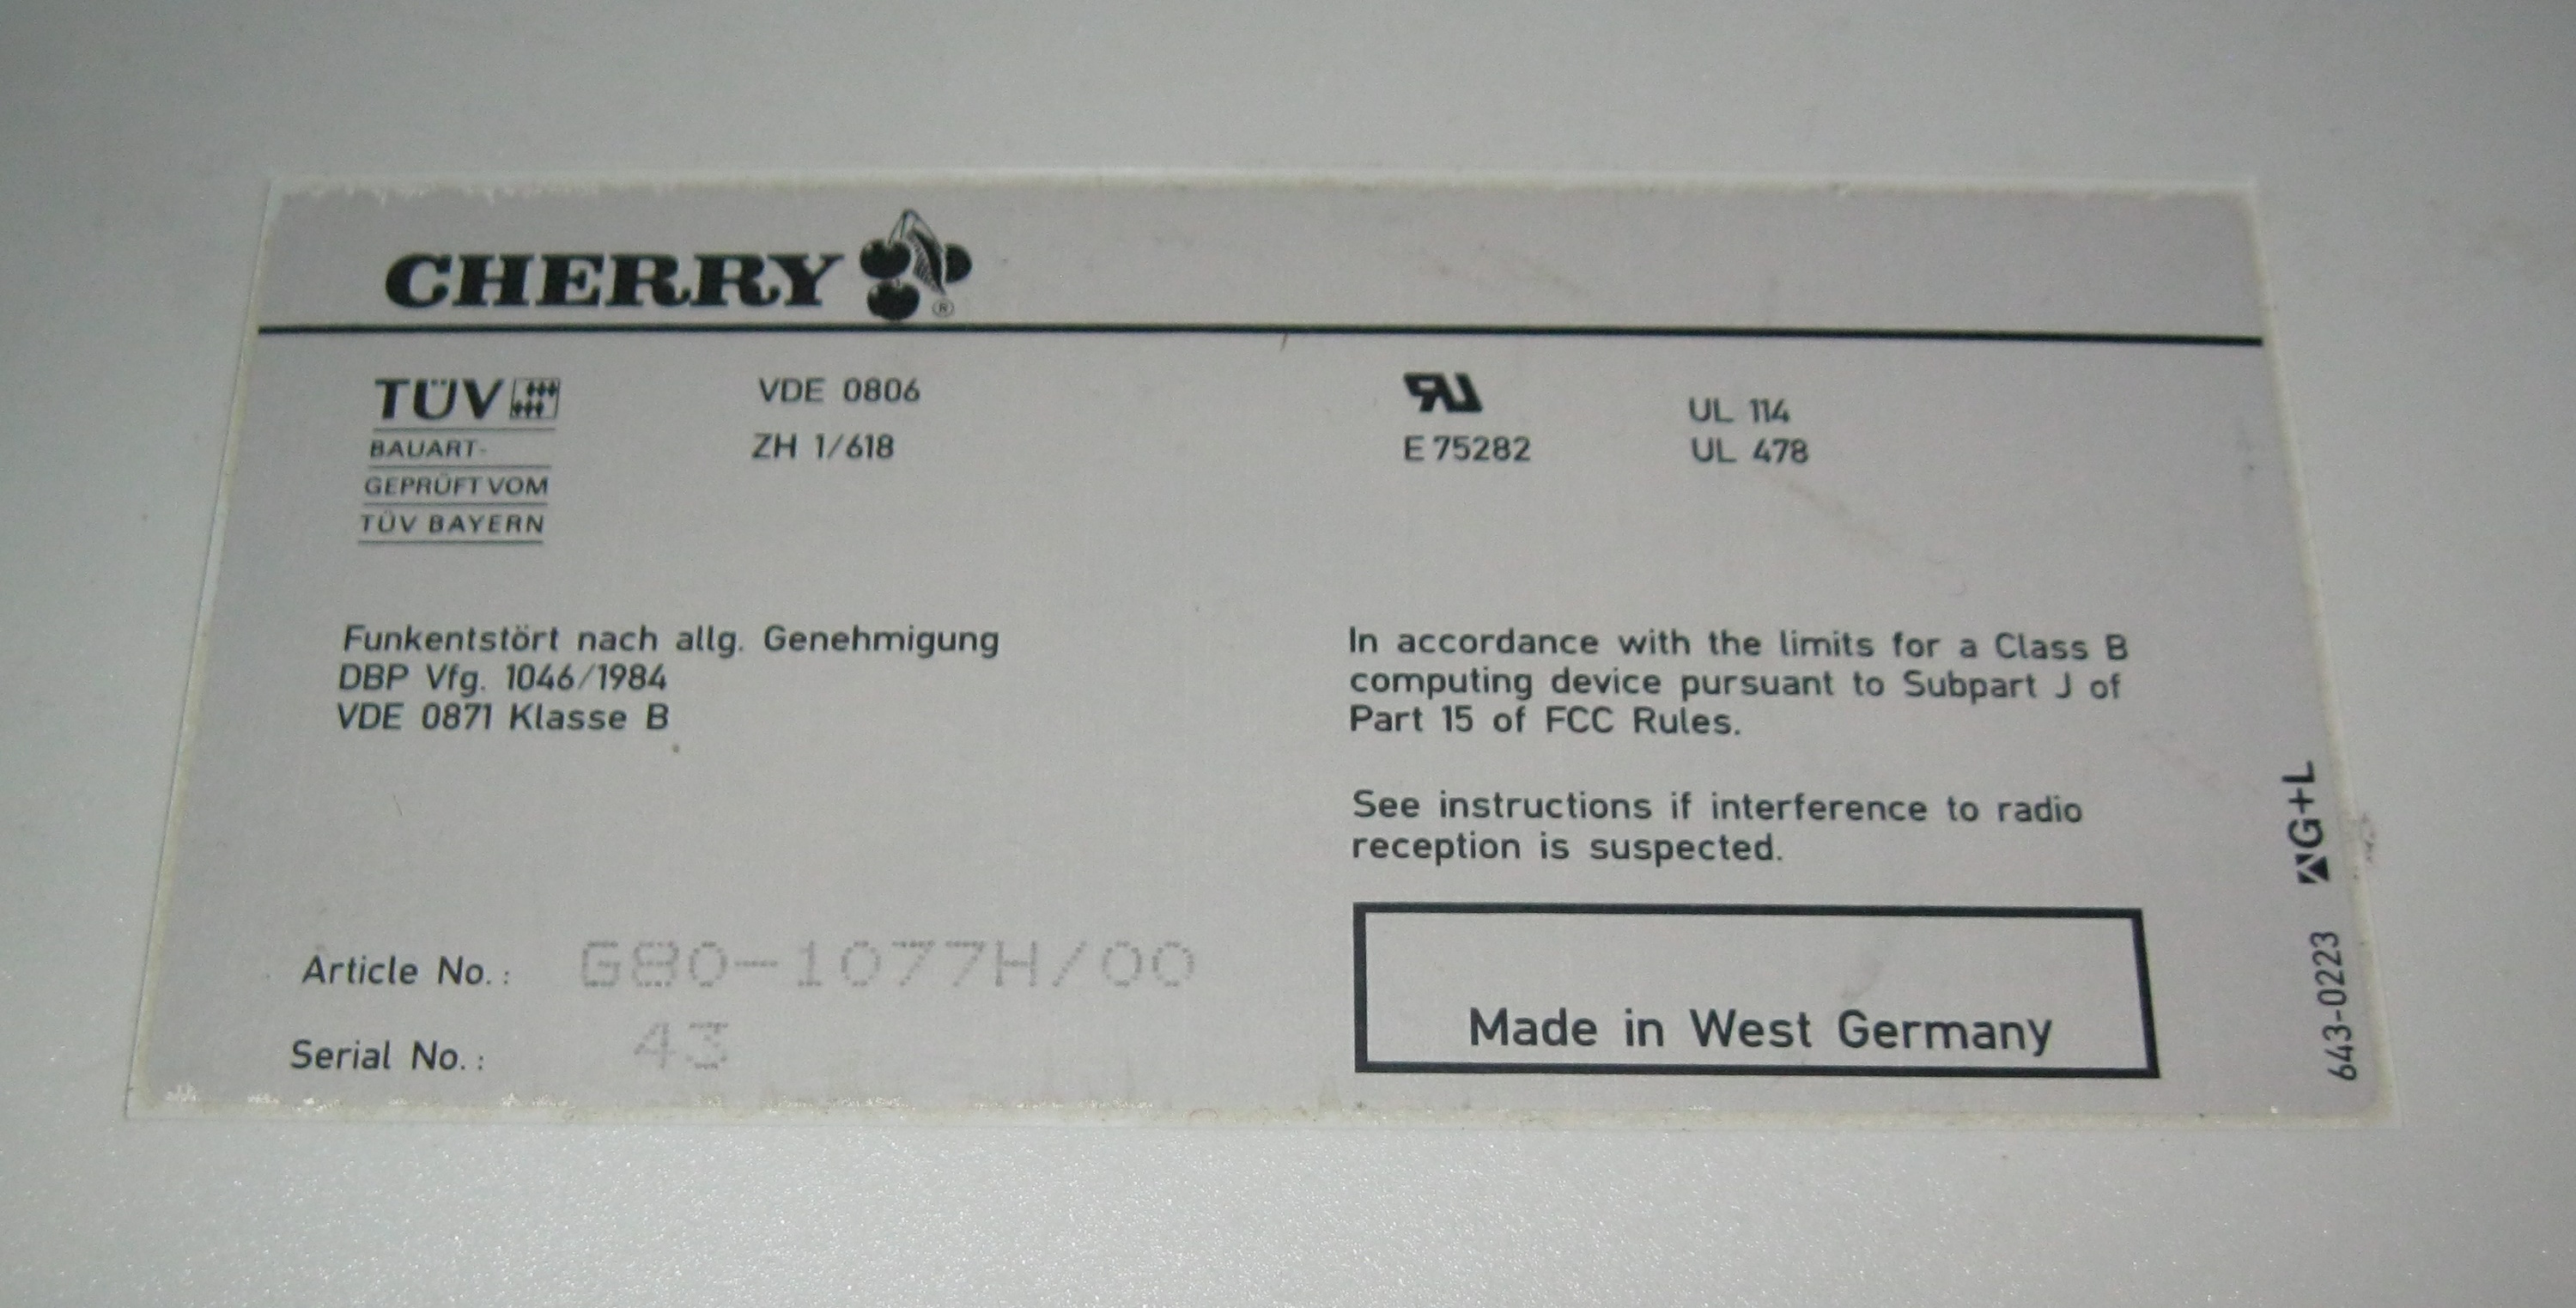 CHERRY ®
TÜV
BAUART-
GEPRÜFT VOM
TÜV BAYERN
VDE 0806
ZH 1/618
RU
E 75282
UL 114
UL 478
Funkentstört nach allg. Genehmigung
DBP Vfg. 1046/1984
VDE 0871 Klasse B
In accordance with the limits for a Class B
computing device pursuant to Subpart J of
Part 15 of FCC Rules.
See instructions if interference to radio
reception is suspected.
Article No.: G80-1077H/00
Serial No.: 43
Made in West Germany
643-0223 G+L